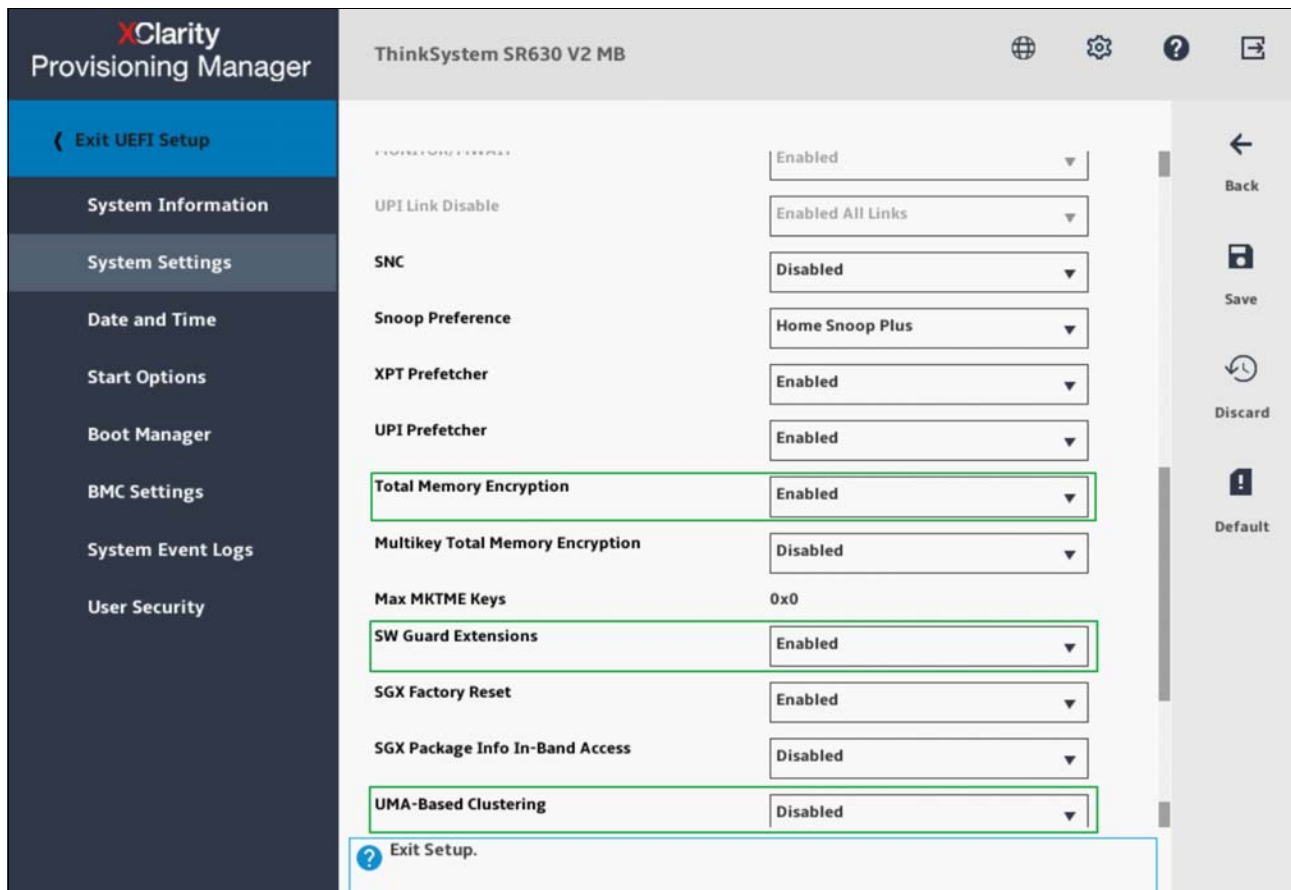 XClarity
Provisioning Manager
ThinkSystem SR630 V2 MB
Exit UEFI Setup
System Information
System Settings
Date and Time
Start Options
Boot Manager
BMC Settings
System Event Logs
User Security
MONITOR/MWAIT Enabled
UPI Link Disable Enabled All Links
SNC Disabled
Snoop Preference Home Snoop Plus
XPT Prefetcher Enabled
UPI Prefetcher Enabled
Total Memory Encryption Enabled
Multikey Total Memory Encryption Disabled
Max MKTME Keys 0x0
SW Guard Extensions Enabled
SGX Factory Reset Enabled
SGX Package Info In-Band Access Disabled
UMA-Based Clustering Disabled
Exit Setup.
Back
Save
Discard
Default